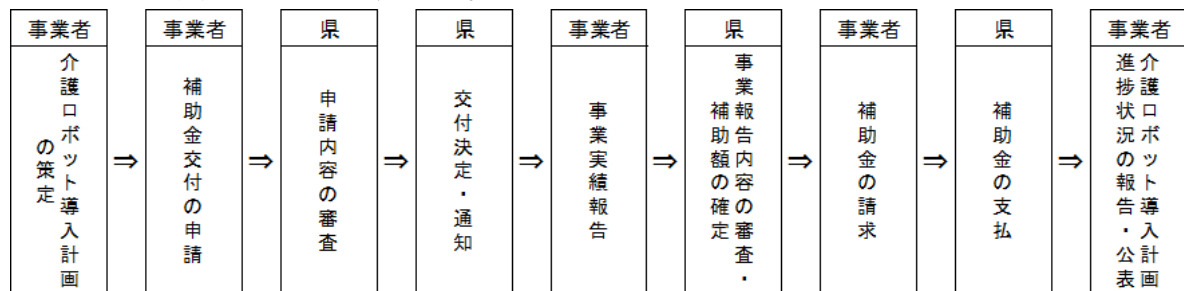 事業者
介護ロボット導入計画
の策定
⇒
事業者
補助金交付の申請
⇒
県
申請内容の審査
⇒
県
交付決定・通知
⇒
事業者
事業実績報告
⇒
県
事業報告内容の審査・
補助額の確定
⇒
事業者
補助金の請求
⇒
県
補助金の支払
⇒
事業者
介護ロボット導入計画
進捗状況の報告・公表